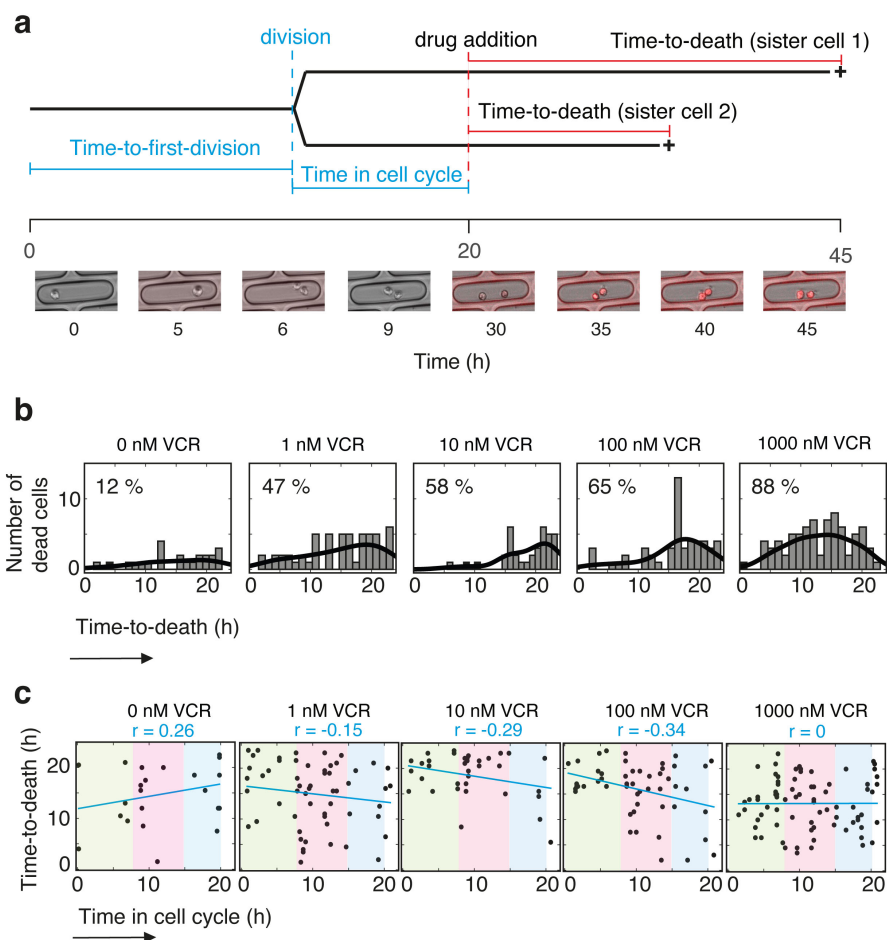 a
division
drug addition
Time-to-death (sister cell 1)
Time-to-death (sister cell 2)
Time-to-first-division
Time in cell cycle
0 20 45
0 5 6 9 30 35 40 45
Time (h)
b
0 nM VCR 1 nM VCR 10 nM VCR 100 nM VCR 1000 nM VCR
12 % 47 % 58 % 65 % 88 %
Number of
dead cells
10
0
0 10 20 0 10 20 0 10 20 0 10 20 0 10 20
Time-to-death (h)
c
0 nM VCR 1 nM VCR 10 nM VCR 100 nM VCR 1000 nM VCR
r = 0.26 r = -0.15 r = -0.29 r = -0.34 r = 0
Time-to-death (h)
20
10
0
0 10 20 0 10 20 0 10 20 0 10 20 0 10 20
Time in cell cycle (h)